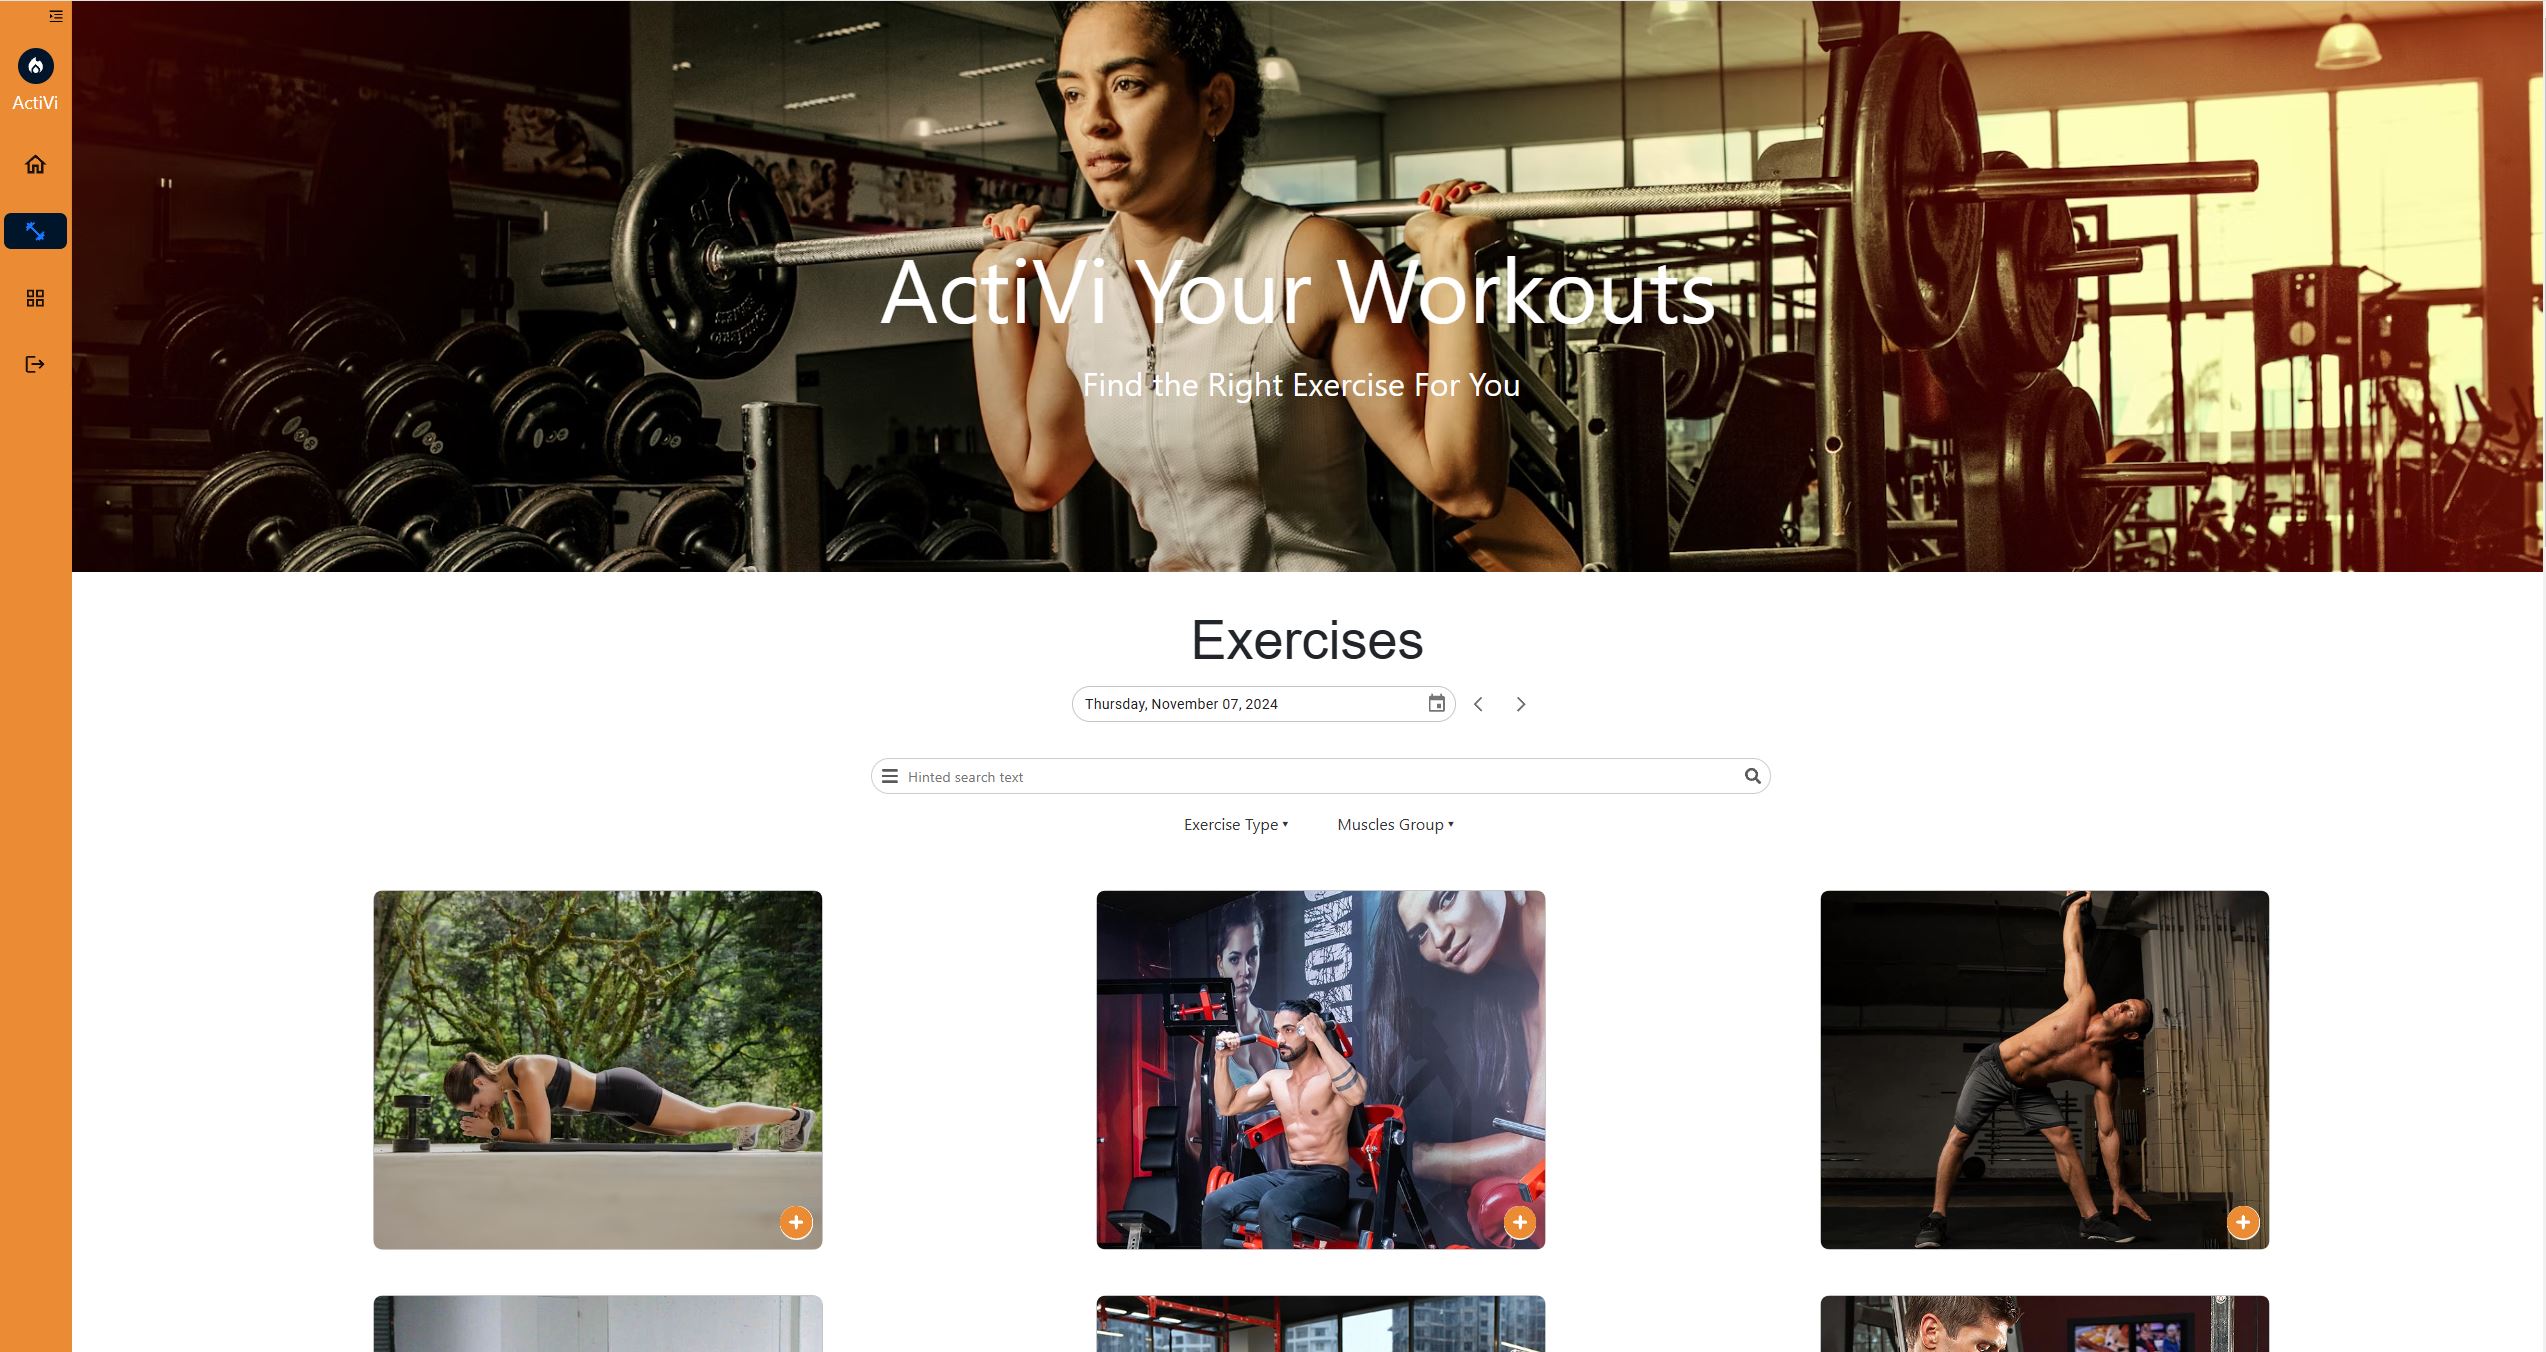 ActiVi
ActiVi Your Workouts
Find the Right Exercise For You
Exercises
Thursday, November 07, 2024
Hinted search text
Exercise Type ▾
Muscles Group ▾